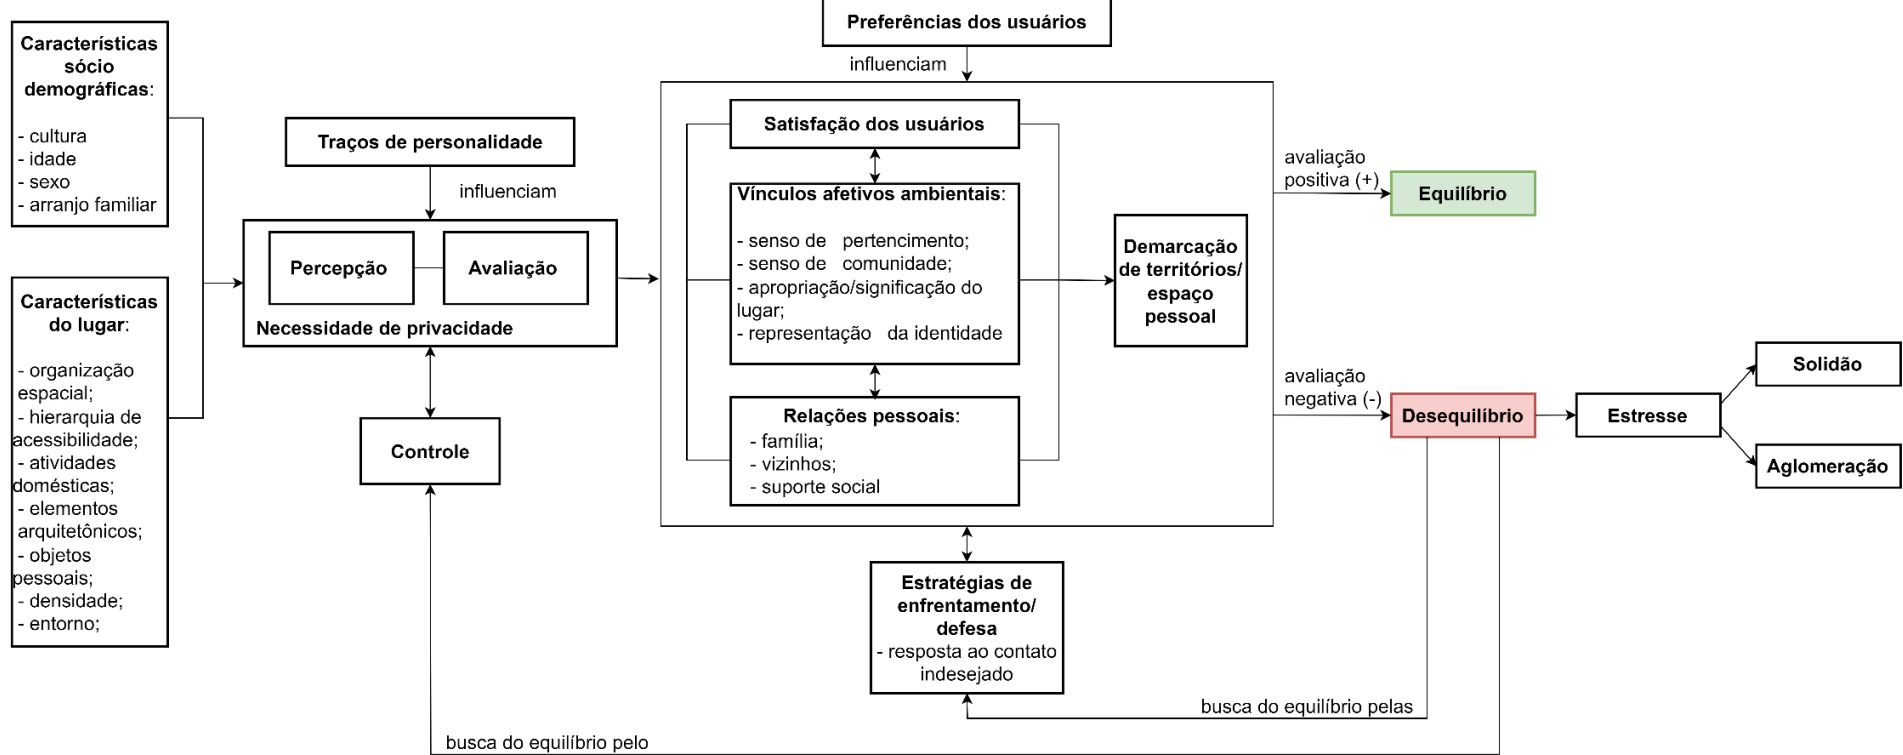 Características
sócio
demográficas:
- cultura
- idade
- sexo
- arranjo familiar
Características
do lugar:
- organização
espacial;
- hierarquia de
acessibilidade;
- atividades
domésticas;
- elementos
arquitetônicos;
- objetos
pessoais;
- densidade;
- entorno;
Traços de personalidade
influenciam
Percepção
Avaliação
Necessidade de privacidade
Controle
Preferências dos usuários
influenciam
Satisfação dos usuários
Vínculos afetivos ambientais:
- senso de pertencimento;
- senso de comunidade;
- apropriação/significação do
lugar;
- representação da identidade
Relações pessoais:
- família;
- vizinhos;
- suporte social
Demarcação
de territórios/
espaço
pessoal
Estratégias de
enfrentamento/
defesa
- resposta ao contato
indesejado
avaliação
positiva (+)
Equilíbrio
avaliação
negativa (-)
Desequilíbrio
Estresse
Solidão
Aglomeração
busca do equilíbrio pelas
busca do equilíbrio pelo